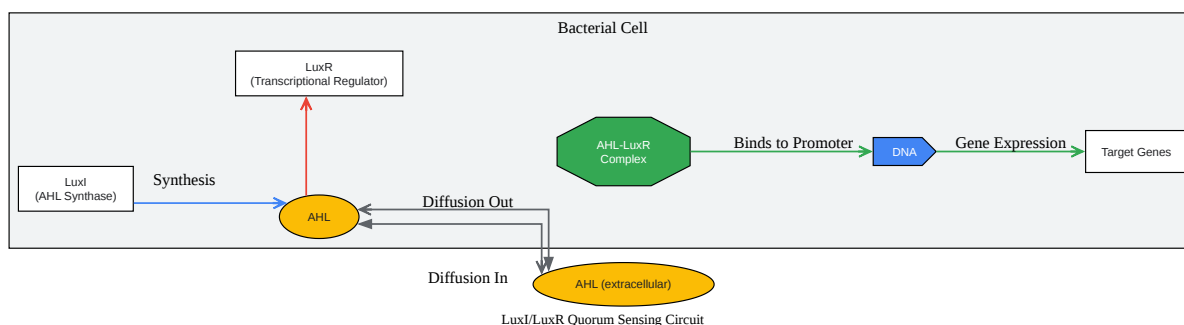 Bacterial Cell
LuxR
(Transcriptional Regulator)
AHL-LuxR
Complex
Binds to Promoter
DNA
Gene Expression
Target Genes
LuxI
(AHL Synthase)
Synthesis
AHL
Diffusion Out
Diffusion In
AHL (extracellular)
LuxI/LuxR Quorum Sensing Circuit